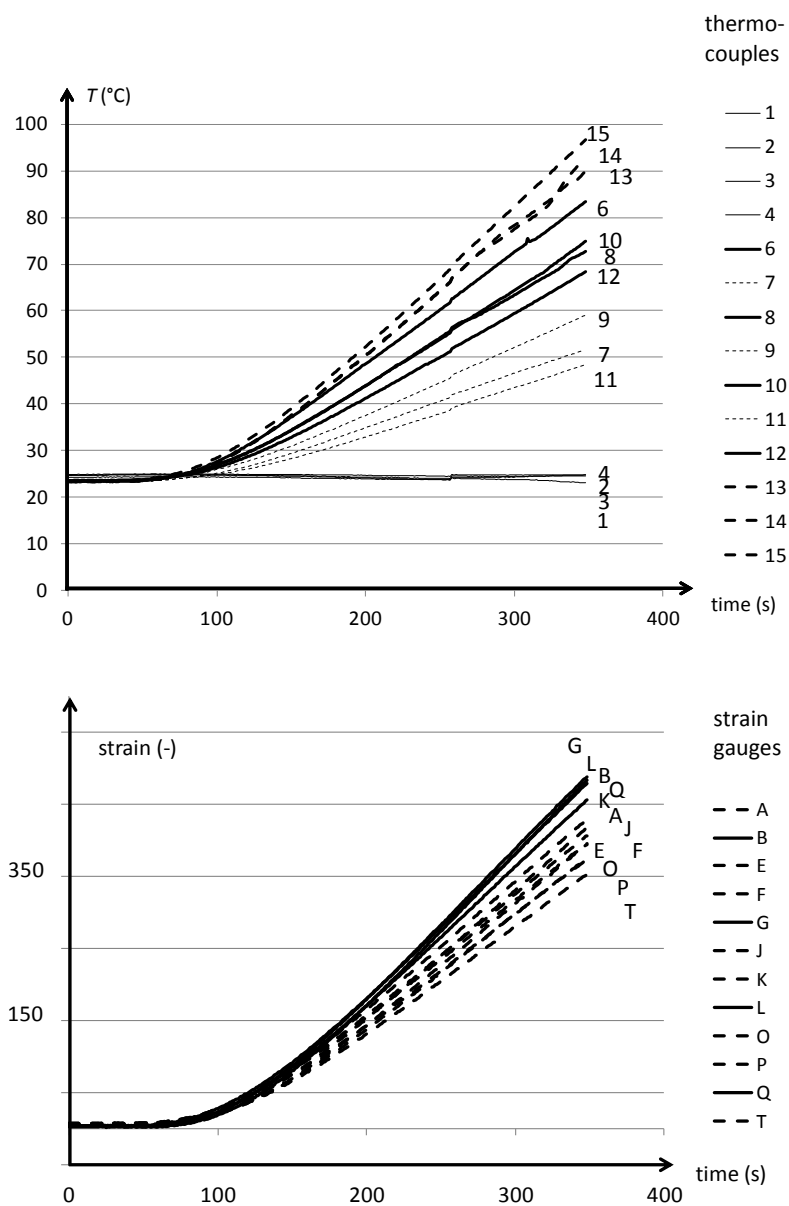 thermo-
couples
T (°C)
100
90
80
70
60
50
40
30
20
10
0
0 100 200 300 400
time (s)
15
14
13
6
10
8
12
9
7
11
4
2
3
1
1
2
3
4
6
7
8
9
10
11
12
13
14
15
strain (-)
350
150
0 100 200 300 400
time (s)
G
L
B
Q
K
A
J
E
F
O
P
T
strain
gauges
A
B
E
F
G
J
K
L
O
P
Q
T